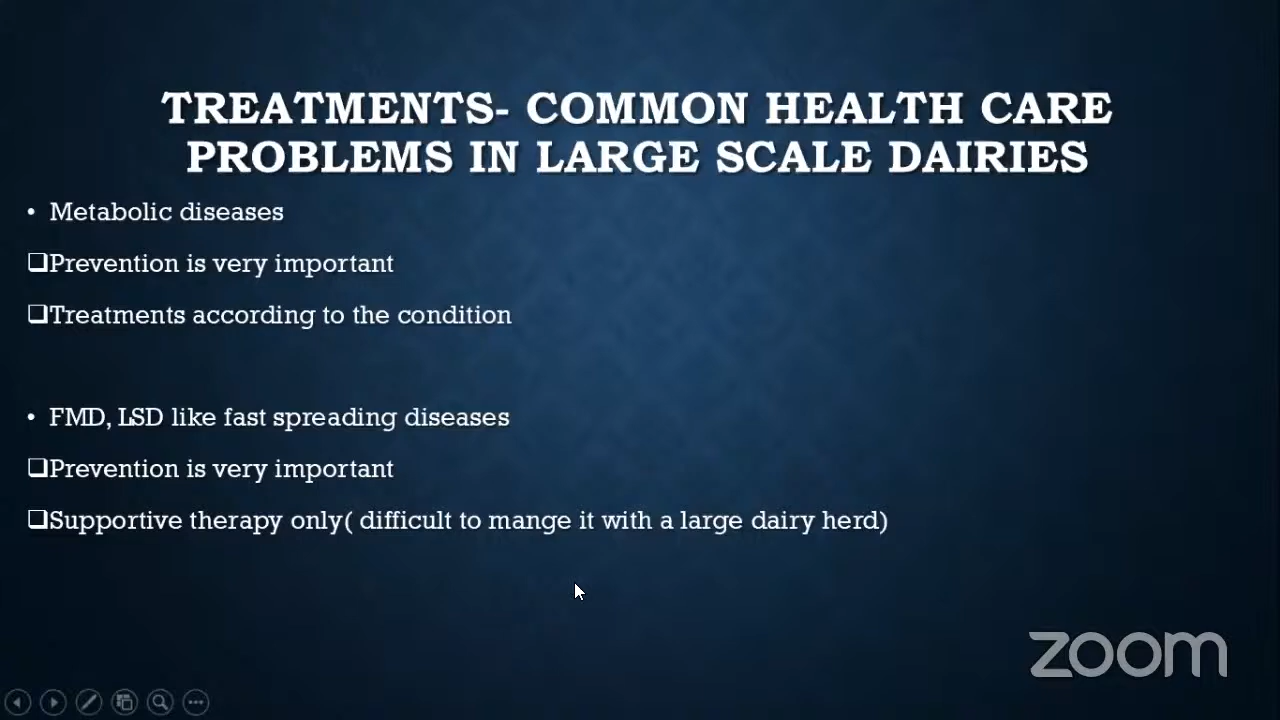 TREATMENTS- COMMON HEALTH CARE
PROBLEMS IN LARGE SCALE DAIRIES
• Metabolic diseases
❑Prevention is very important
❑Treatments according to the condition
• FMD, LSD like fast spreading diseases
❑Prevention is very important
❑Supportive therapy only( difficult to mange it with a large dairy herd)
zoom